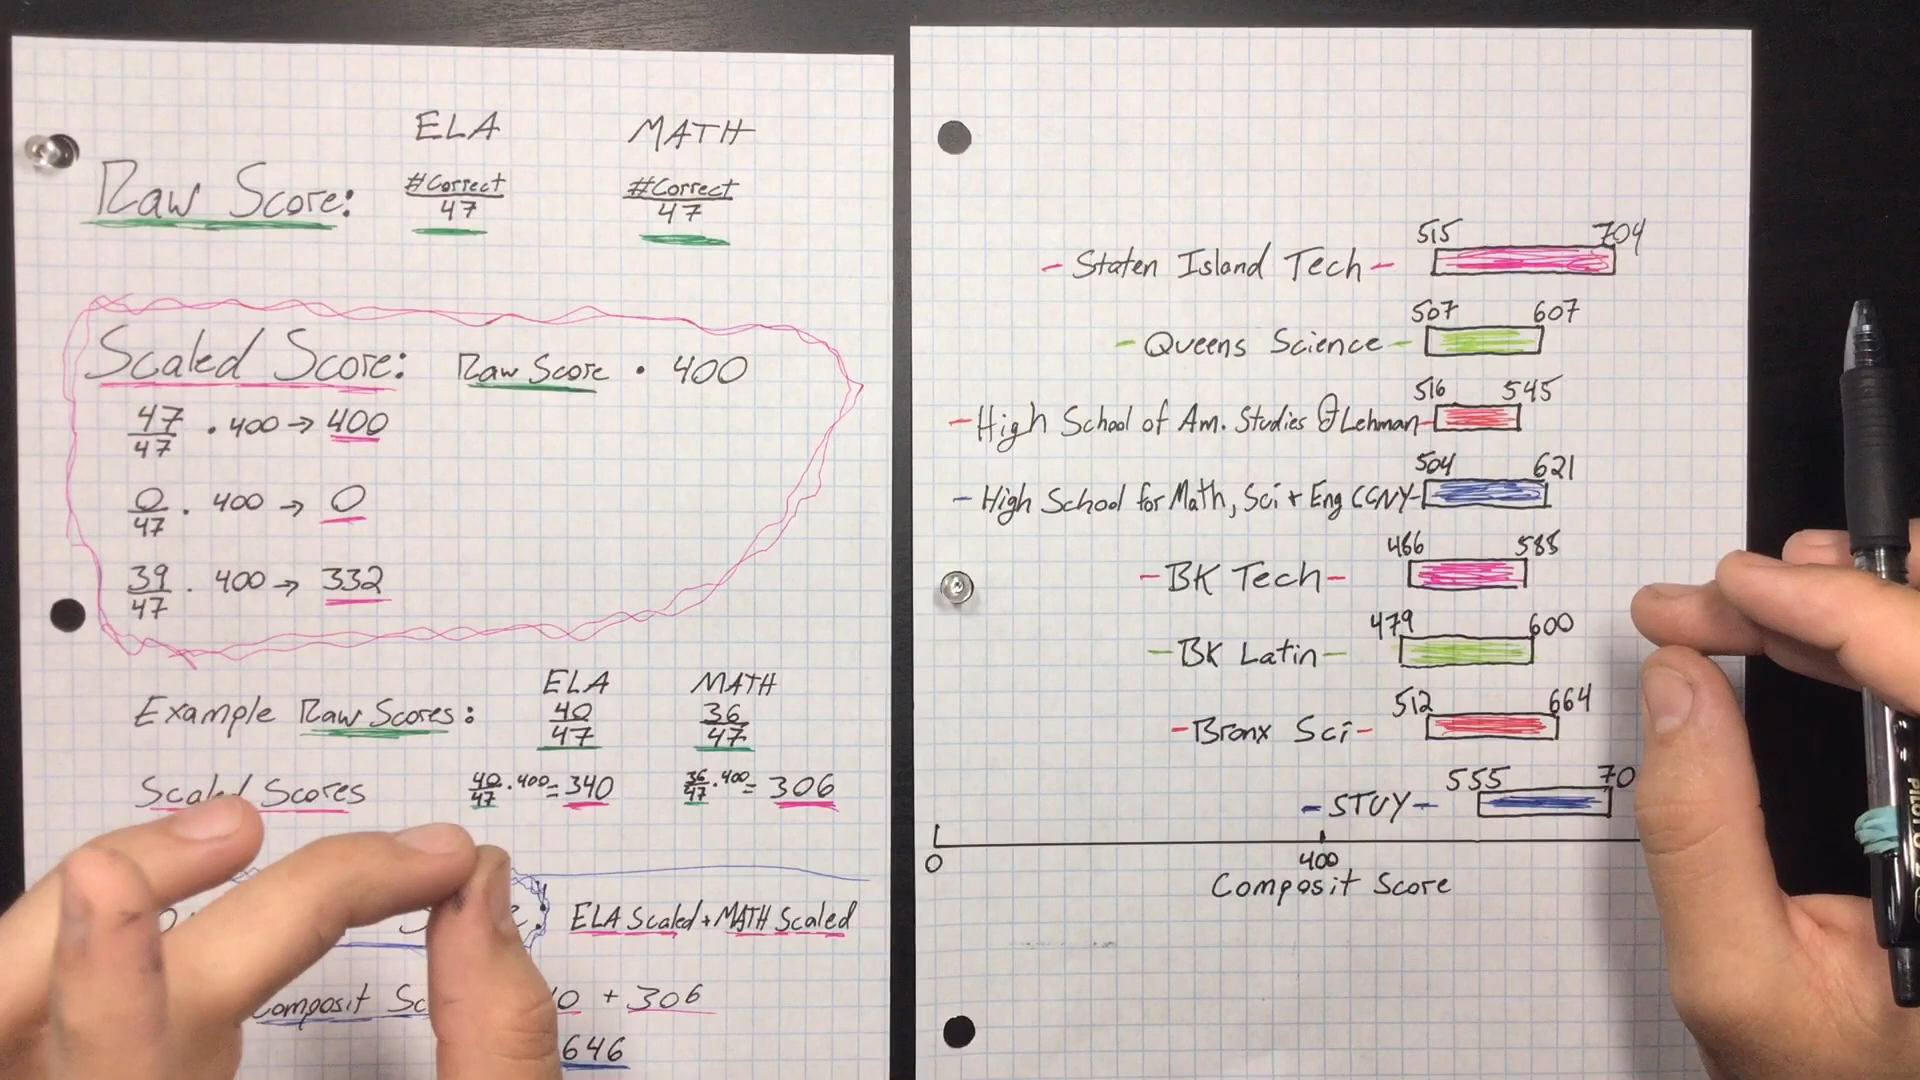 ELA MATH
Raw Score: #Correct/47 #Correct/47
Scaled Score: Raw Score · 400
47/47 · 400 → 400
0/47 · 400 → 0
39/47 · 400 → 332
ELA MATH
Example Raw Scores: 40/47 36/47
Scaled Scores 40/47 · 400 = 340 36/47 · 400 = 306
ELA Scaled + MATH Scaled
Composit + 306
646
515 704
- Staten Island Tech -
507 607
- Queens Science -
516 545
- High School of Am. Studies @ Lehman -
504 621
- High School for Math, Sci + Eng CCNY -
588
- BK Tech -
479 600
- BK Latin -
512 664
- Bronx Sci -
555
- STUY -
0 400
Composit Score